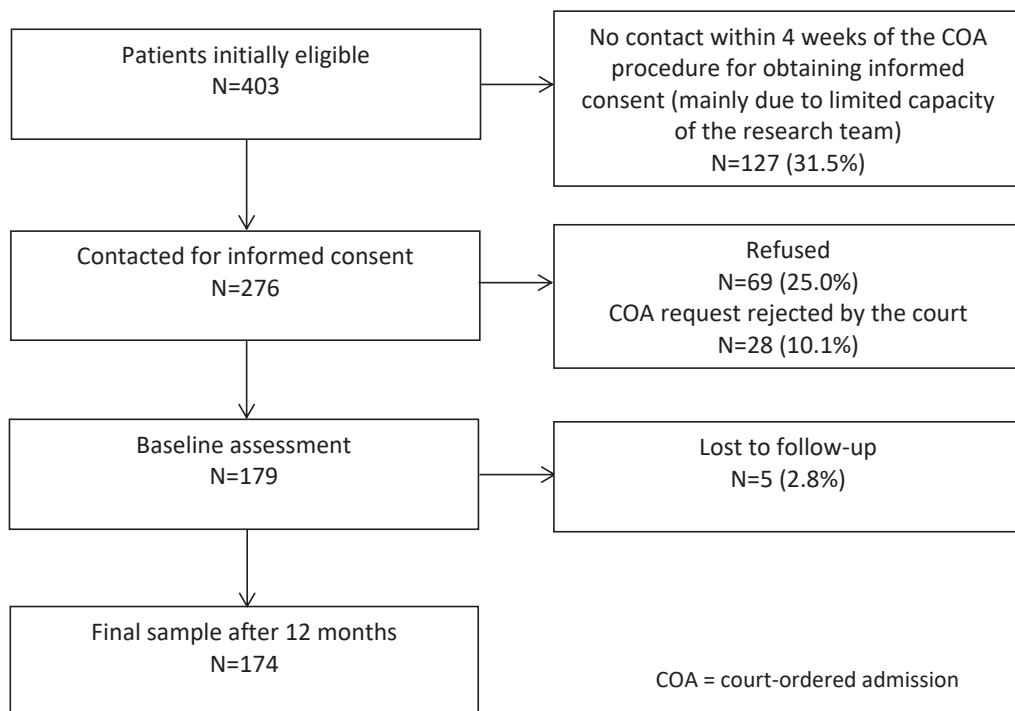 Patients initially eligible
N=403
No contact within 4 weeks of the COA
procedure for obtaining informed
consent (mainly due to limited capacity
of the research team)
N=127 (31.5%)
Contacted for informed consent
N=276
Refused
N=69 (25.0%)
COA request rejected by the court
N=28 (10.1%)
Baseline assessment
N=179
Lost to follow-up
N=5 (2.8%)
Final sample after 12 months
N=174
COA = court-ordered admission